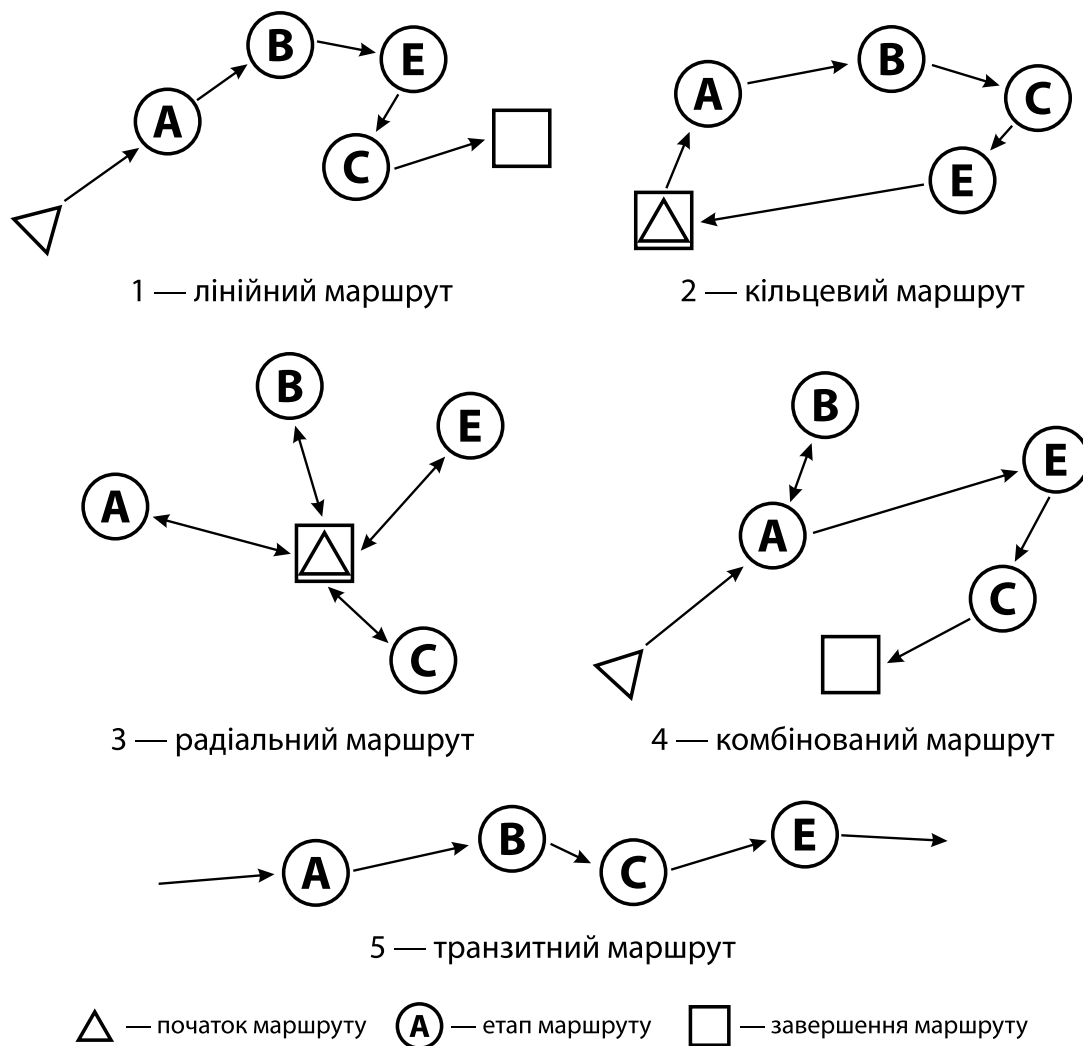 B
E
A
C
1 — лінійний маршрут
B
A
C
E
2 — кільцевий маршрут
B
E
A
C
3 — радіальний маршрут
B
E
A
C
4 — комбінований маршрут
A
B
C
E
5 — транзитний маршрут
— початок маршруту A — етап маршруту — завершення маршруту